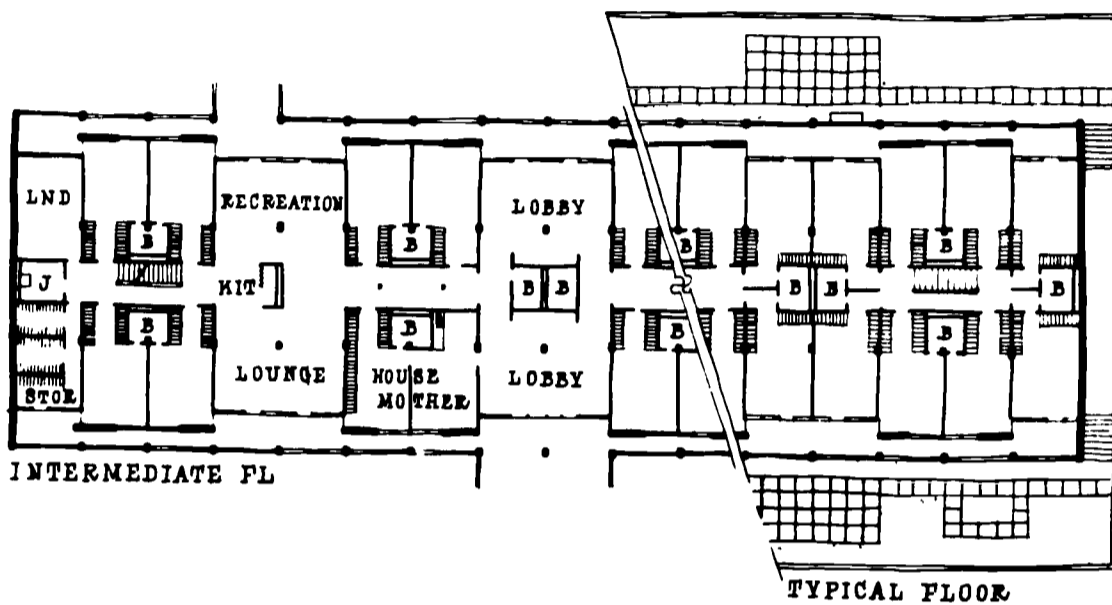 LND
RECREATION
LOBBY
B
B
B
B
J
KIT
B
B
B
B
B
B
B
B
B
STOR
LOUNGE
HOUSE
MOTHER
LOBBY
INTERMEDIATE FL
TYPICAL FLOOR